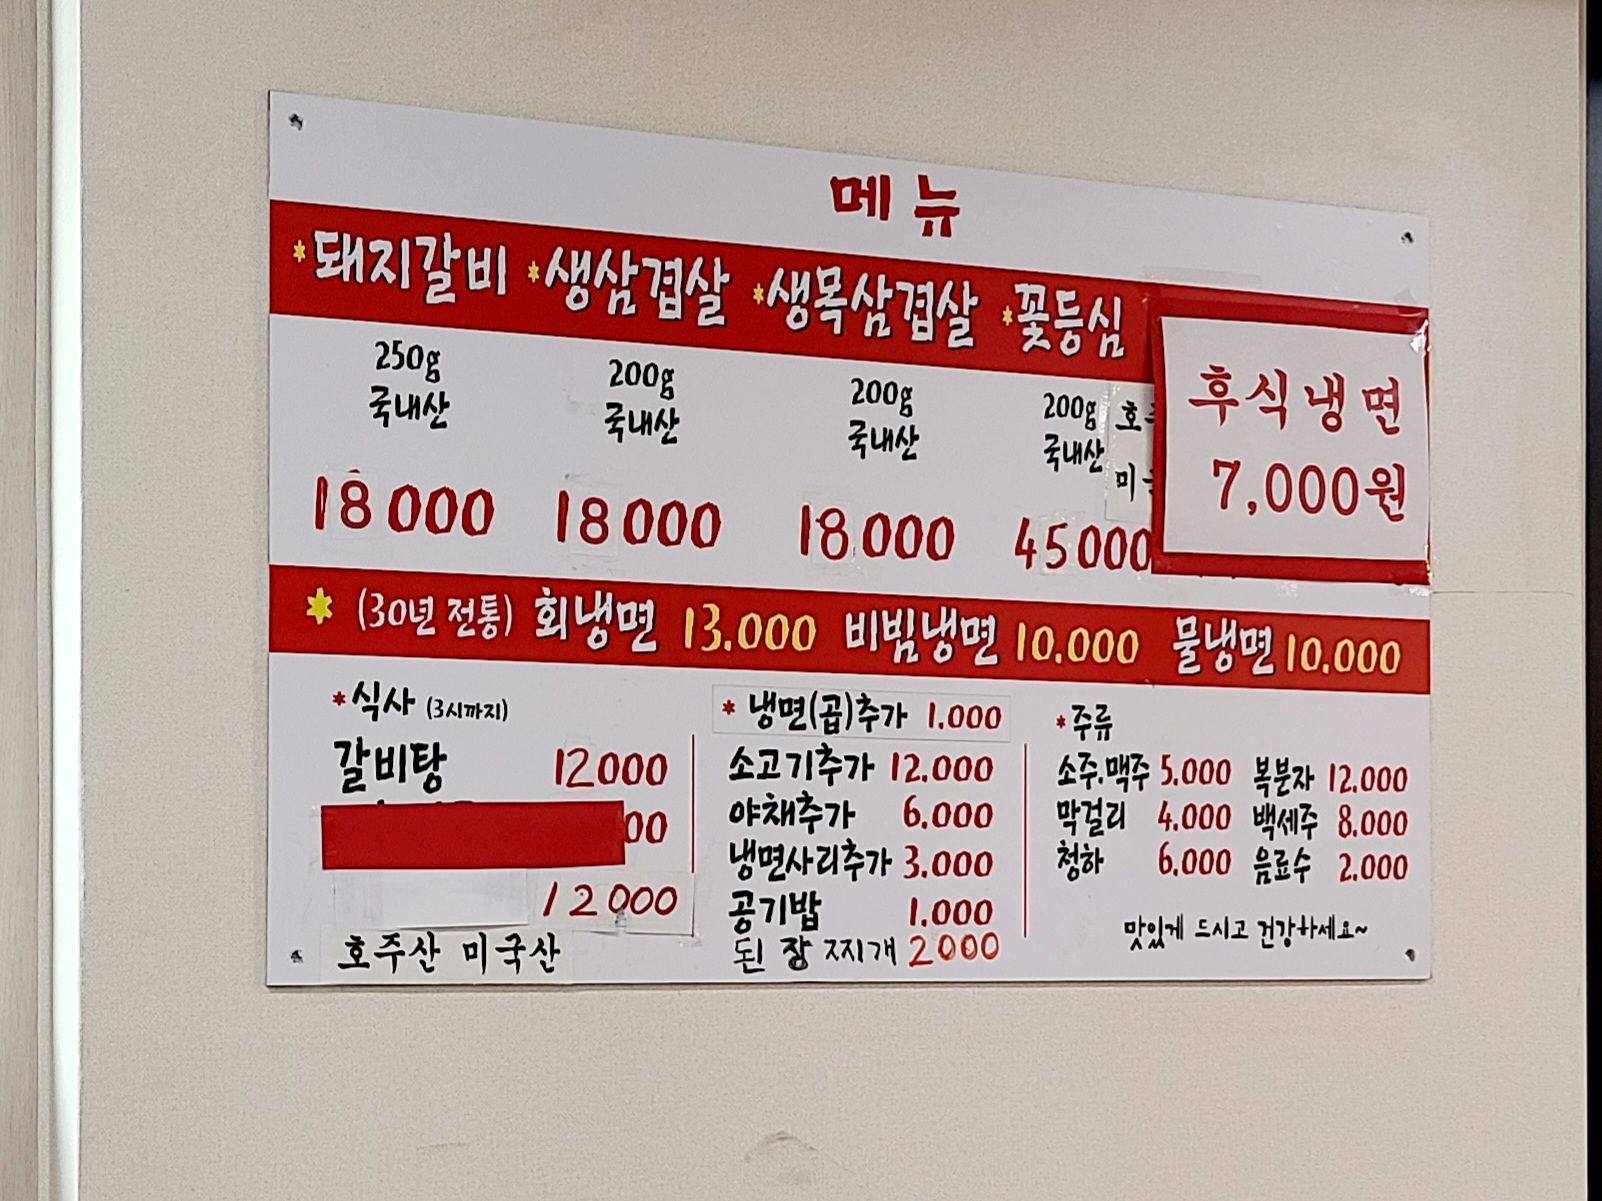 메뉴
*돼지갈비 *생삼겹살 *생목삼겹살 *꽃등심
250g 200g 200g 200g 호
국내산 국내산 국내산 국내산 미
18000 18000 18000 45000
후식냉면
7,000원
* (30년 전통) 회냉면 13.000 비빔냉면 10.000 물냉면 10.000
*식사 (3시까지)
갈비탕 12000
00
12000
호주산 미국산
* 냉면(곱)추가 1.000
소고기추가 12.000
야채추가 6.000
냉면사리추가 3.000
공기밥 1.000
된장찌개 2000
*주류
소주.맥주 5.000 복분자 12.000
막걸리 4.000 백세주 8.000
청하 6.000 음료수 2.000
맛있게 드시고 건강하세요~